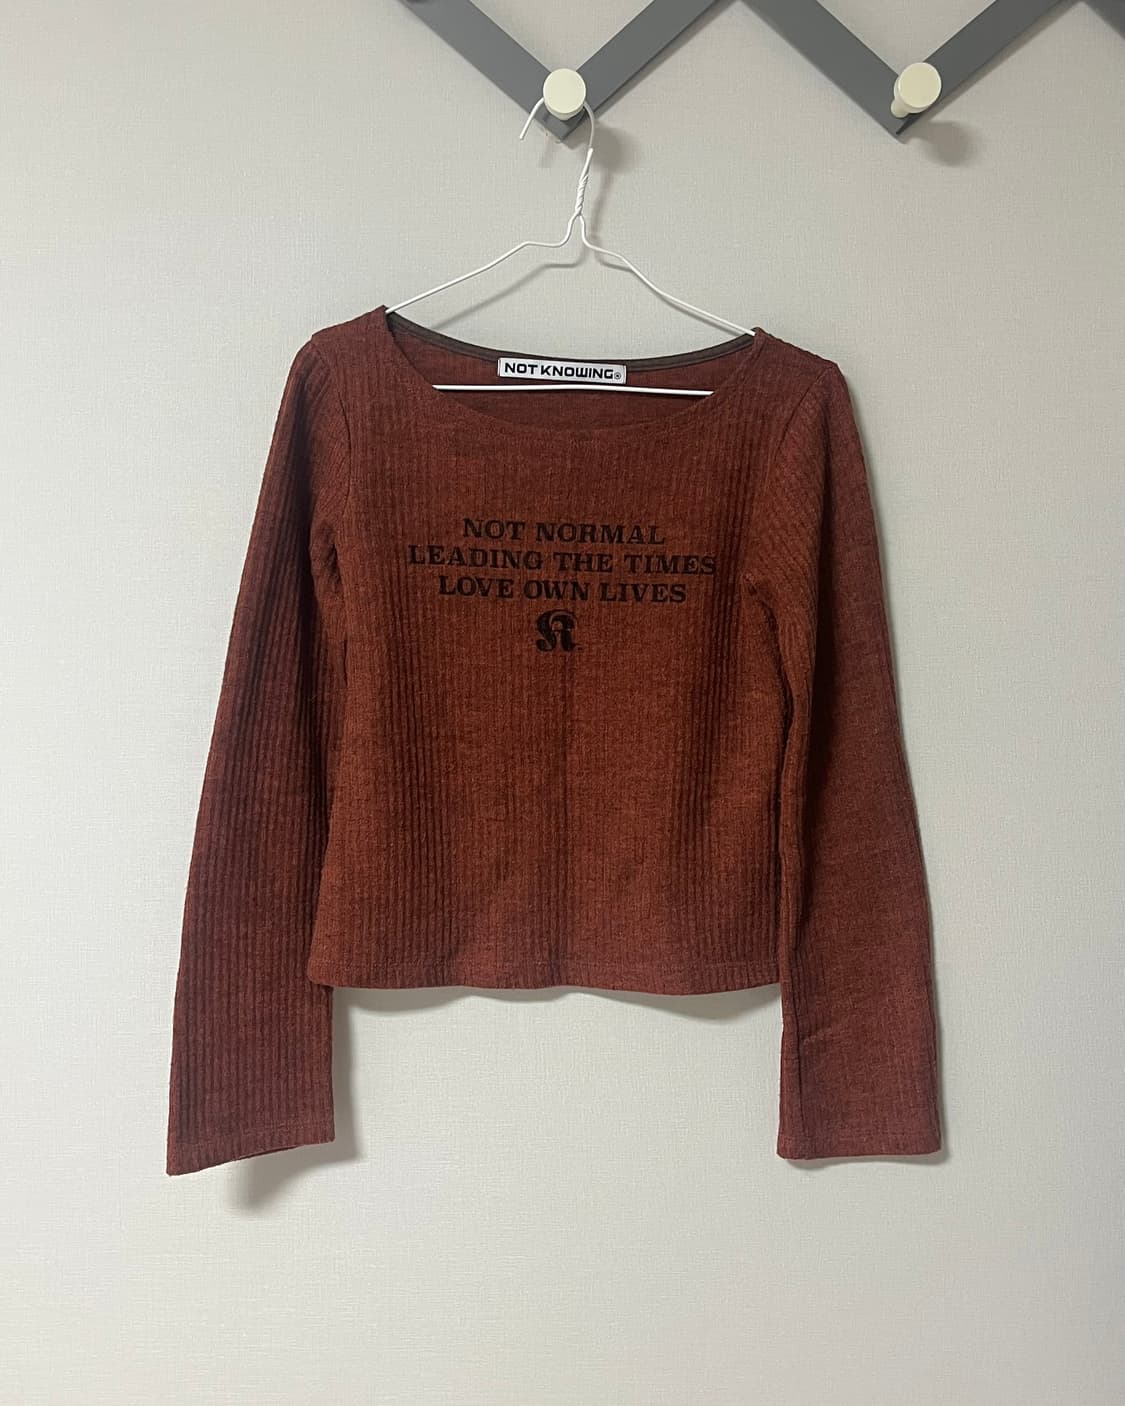 NOT KNOWING®
NOT NORMAL
LEADING THE TIMES
LOVE OWN LIVES